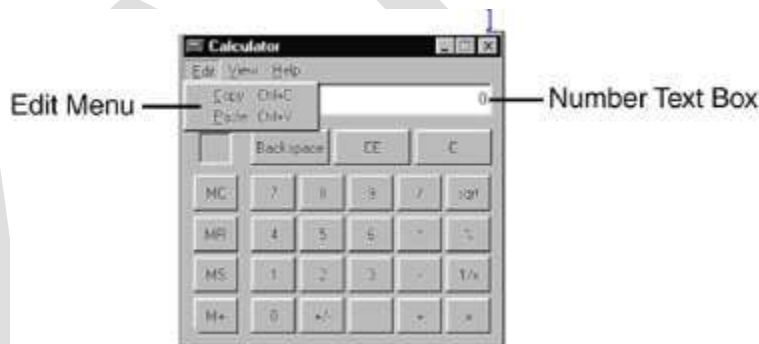 Calculator
Edit View Help
Edit Menu
Copy Ctrl+C
0
Number Text Box
Paste Ctrl+V
Backspace CE C
MC 7 8 9 / sqrt
MR 4 5 6 * %
MS 1 2 3 - 1/x
M+ 0 +/- + =